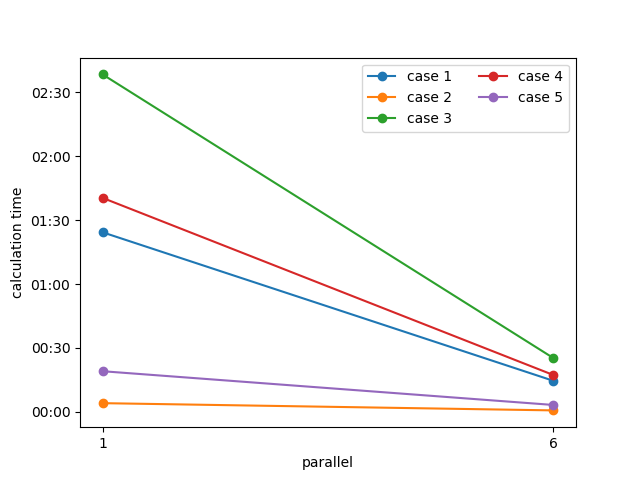 case 1
case 2
case 3
case 4
case 5
02:30
02:00
01:30
01:00
00:30
00:00
calculation time
1
6
parallel